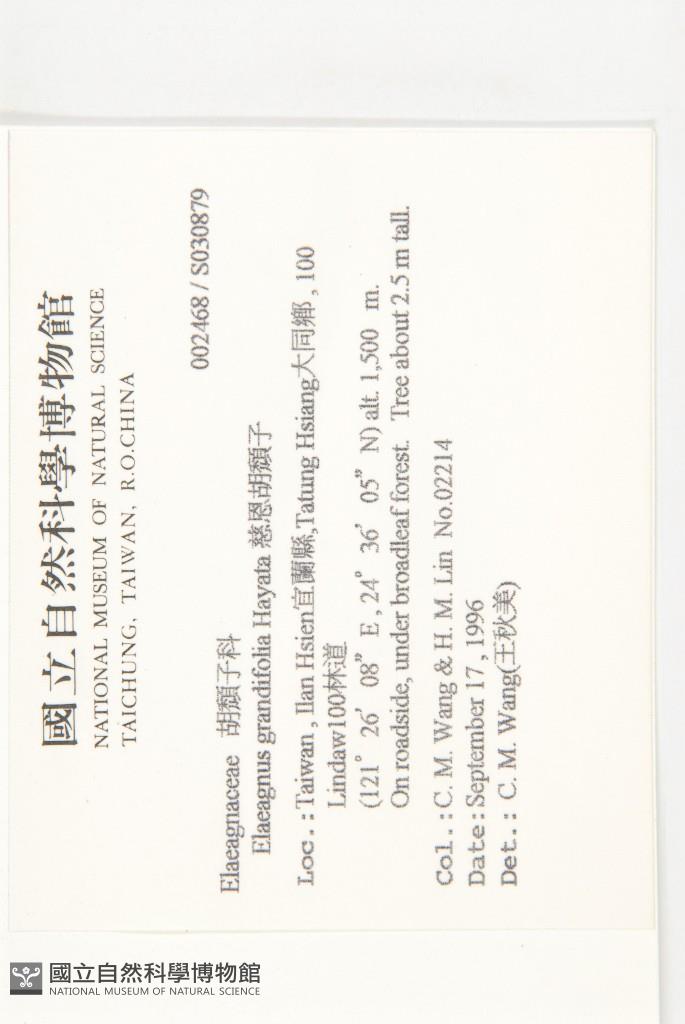 國立自然科學博物館
NATIONAL MUSEUM OF NATURAL SCIENCE
TAICHUNG, TAIWAN, R.O.CHINA
002468 / S030879
Elaeagnaceae 胡頹子科
Elaeagnus grandifolia Hayata 慈恩胡頹子
Loc.:Taiwan , Ilan Hsien宜蘭縣,Tatung Hsiang大同鄉 , 100
Lindaw100林道
(121° 26’ 08” E , 24° 36’ 05” N) alt. 1,500 m.
On roadside, under broadleaf forest. Tree about 2.5 m tall.
Col.:C. M. Wang & H. M. Lin No.02214
Date:September 17 , 1996
Det.: C. M. Wang(王秋美)
國立自然科學博物館
NATIONAL MUSEUM OF NATURAL SCIENCE